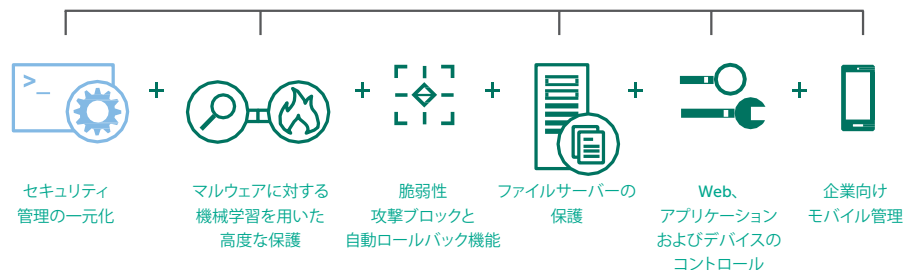 >_
セキュリティ
管理の一元化
マルウェアに対する
機械学習を用いた
高度な保護
脆弱性
攻撃ブロックと
自動ロールバック機能
ファイルサーバーの
保護
Web、
アプリケーション
およびデバイスの
コントロール
企業向け
モバイル管理